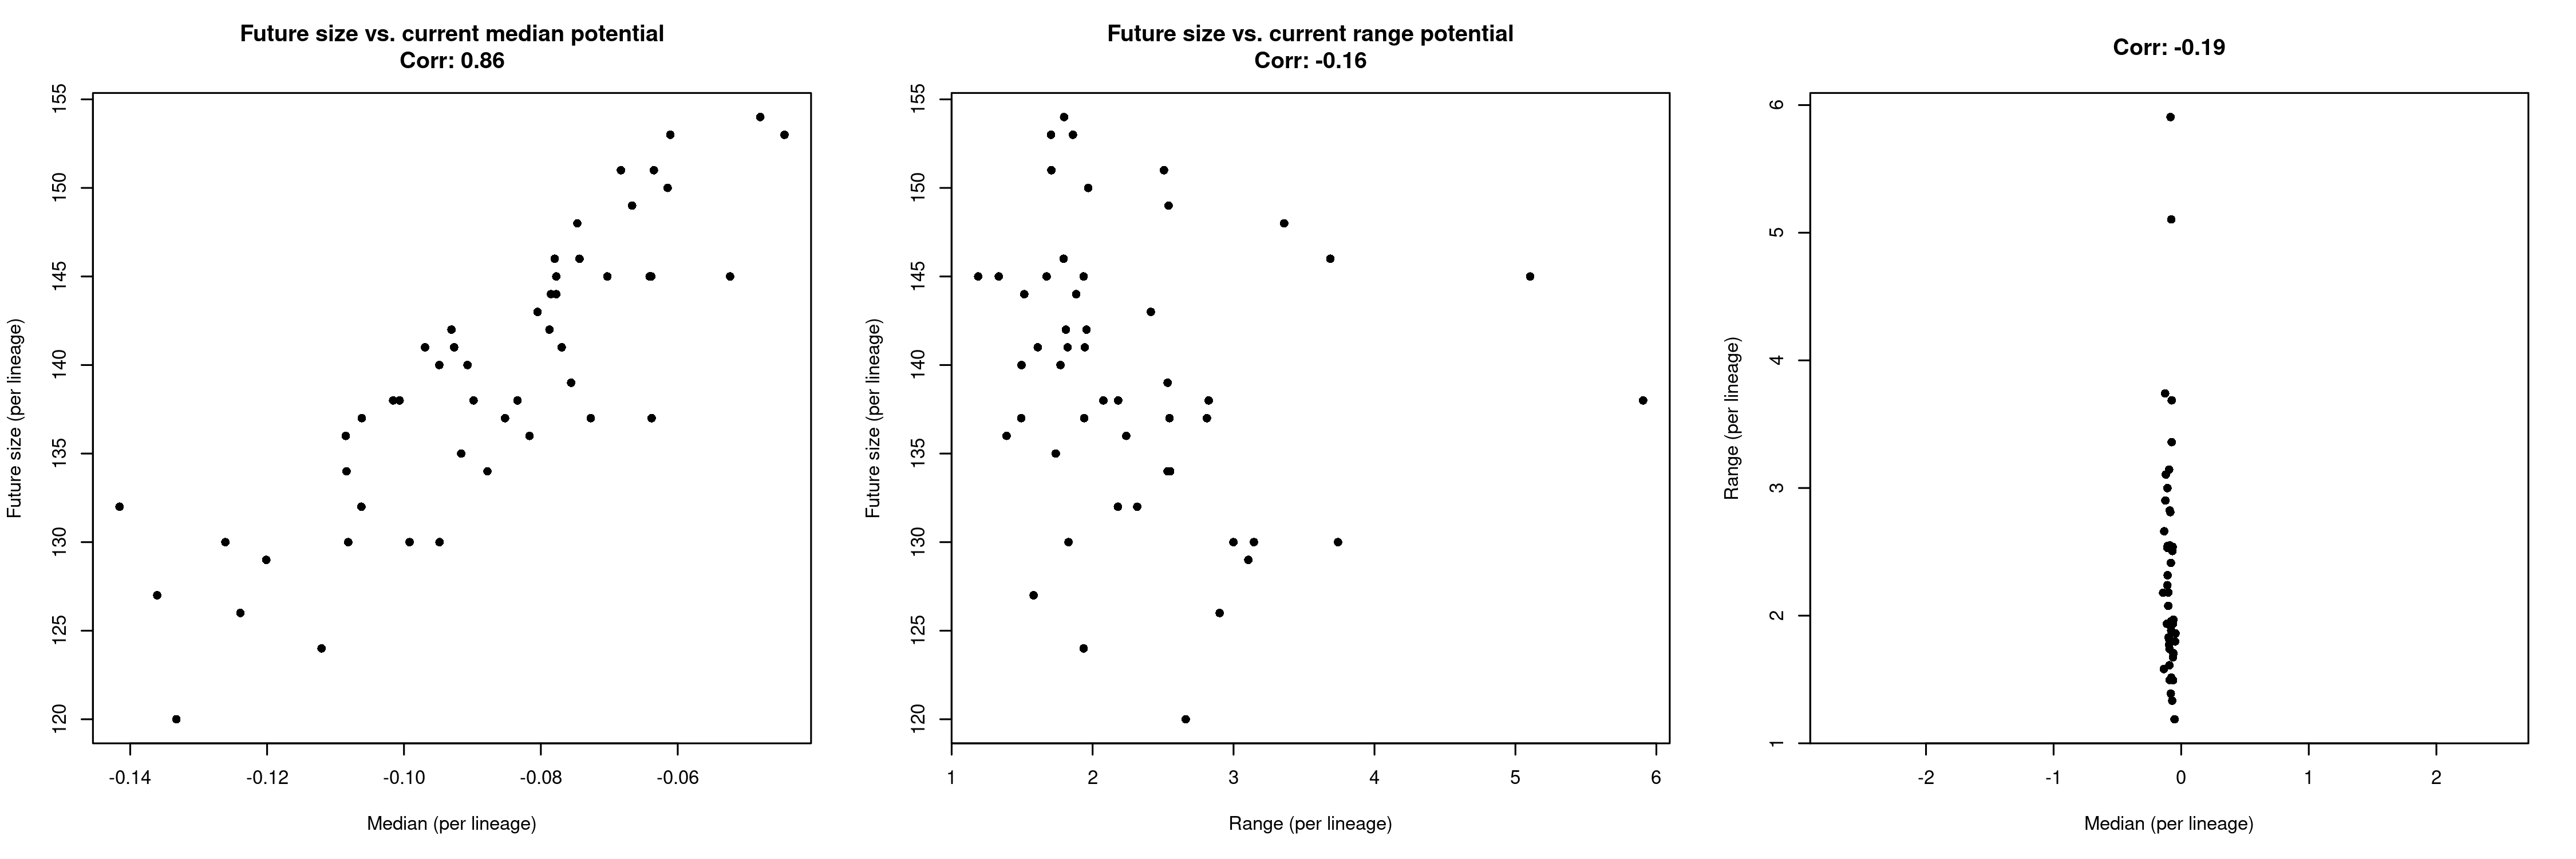 Future size vs. current median potential
Corr: 0.86
155
150
145
140
135
130
125
120
Future size (per lineage)
-0.14 -0.12 -0.10 -0.08 -0.06
Median (per lineage)
Future size vs. current range potential
Corr: -0.16
155
150
145
140
135
130
125
120
Future size (per lineage)
1 2 3 4 5 6
Range (per lineage)
Corr: -0.19
6
5
4
3
2
1
Range (per lineage)
-2 -1 0 1 2
Median (per lineage)